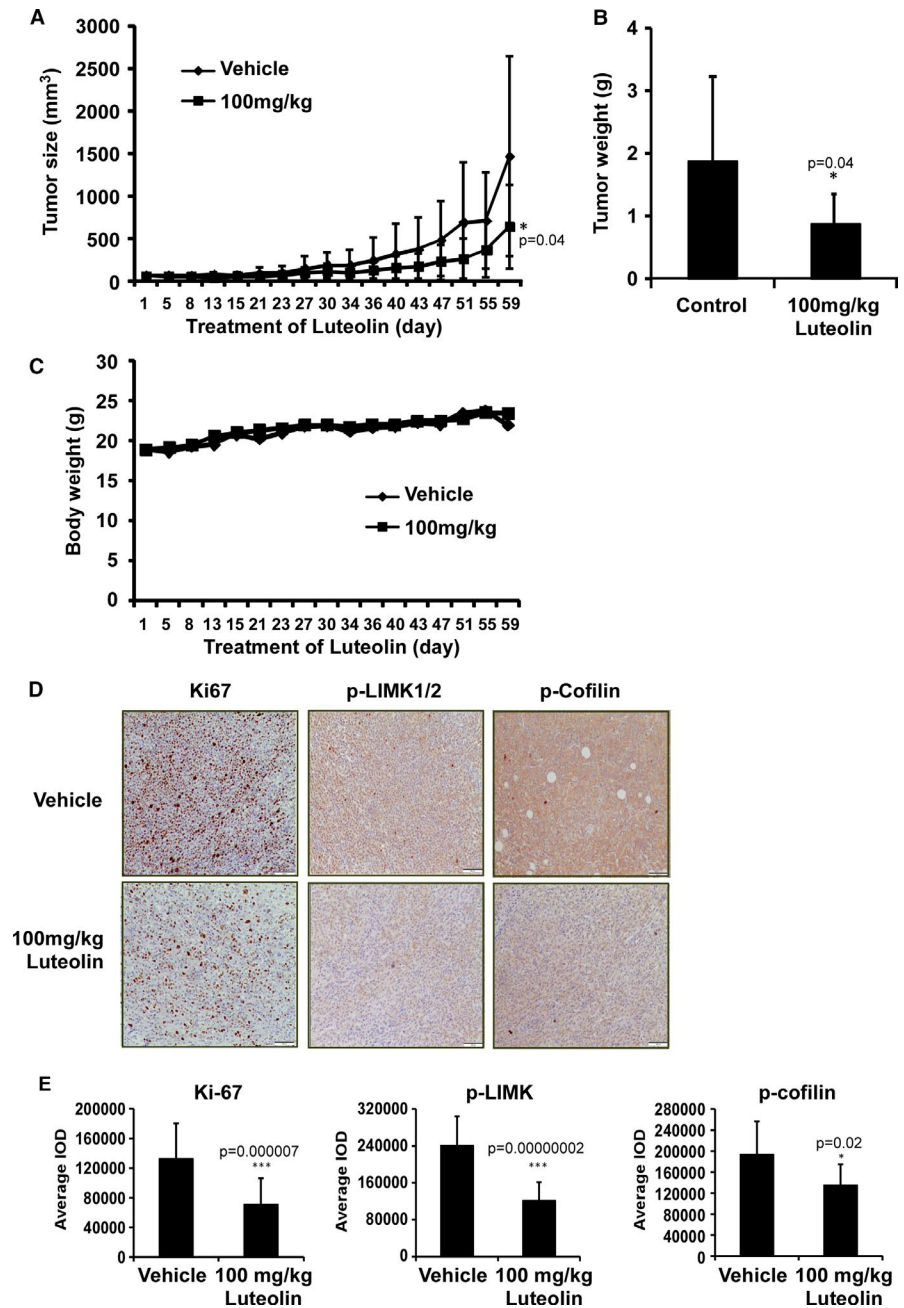 A
3000
2500
2000
1500
1000
500
0
Tumor size (mm³)
Vehicle
100mg/kg
*
p=0.04
1 5 8 13 15 21 23 27 30 34 36 40 43 47 51 55 59
Treatment of Luteolin (day)
B
4
3
2
1
0
Tumor weight (g)
p=0.04
*
Control 100mg/kg
Luteolin
C
30
25
20
15
10
5
0
Body weight (g)
Vehicle
100mg/kg
1 5 8 13 15 21 23 27 30 34 36 40 43 47 51 55 59
Treatment of Luteolin (day)
D
Ki67 p-LIMK1/2 p-Cofilin
Vehicle
100mg/kg
Luteolin
E
Ki-67
200000
160000
120000
80000
40000
0
Average IOD
p=0.000007
***
Vehicle 100 mg/kg
Luteolin
p-LIMK
320000
240000
160000
80000
0
Average IOD
p=0.00000002
***
Vehicle 100 mg/kg
Luteolin
p-cofilin
280000
240000
200000
160000
120000
80000
40000
0
Average IOD
p=0.02
*
Vehicle 100 mg/kg
Luteolin